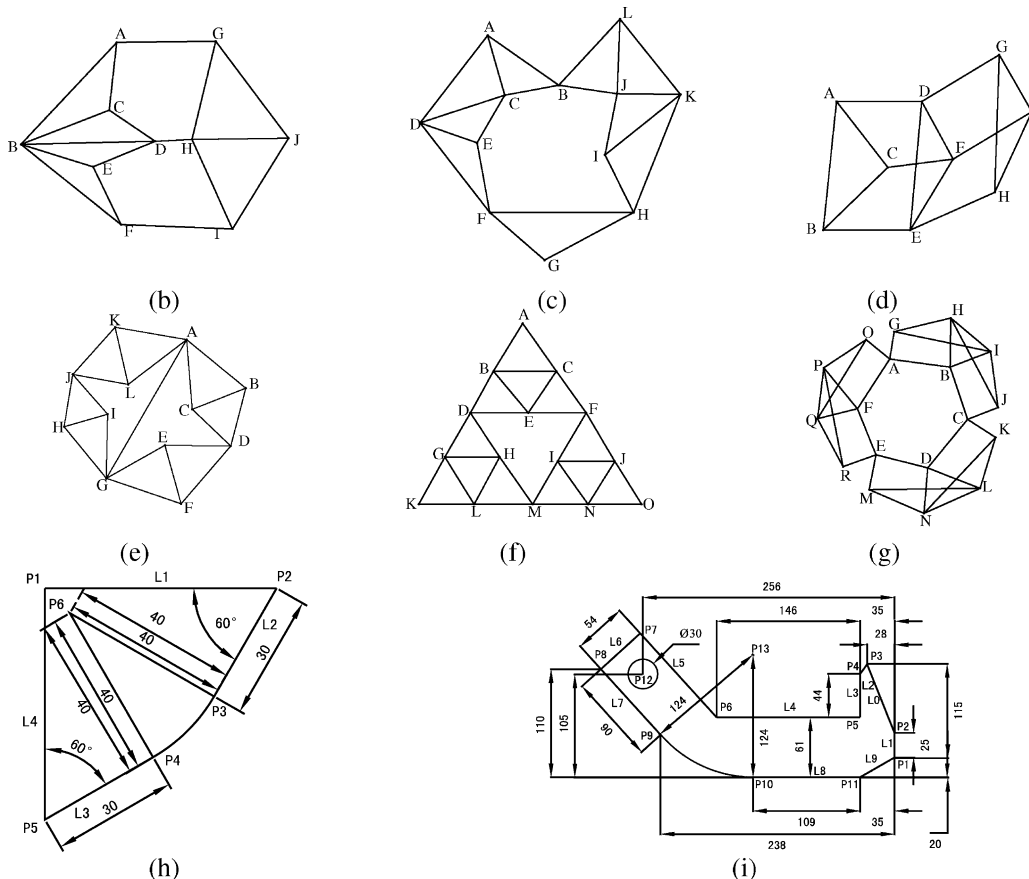 A G
C
B D H J
E
F I
(b)
L
A
B J K
C
D
E I
F H
G
(c)
G
A D
C F
H
B E
(d)
K A
J B
L
I C
H E D
G
F
(e)
A
B C
D F
E
G H I J
K L M N O
(f)
H
O G
I
P A B
J
F C
Q K
E D
R
M L
N
(g)
P1 L1 P2
P6
40
60°
L2
40
30
40
40
L4
P3
60°
P4
L3 30
P5
(h)
256
146 35
54 28
P7 Ø30
L6
P13 P3
P8 P4
L5
P12 L2
44 L3 L0
L7 124
110 105 P6 L4 P5 115
90
P2
P9 124 61 L1 25
L9 P1
P10 L8 P11
109 35
238 20
(i)